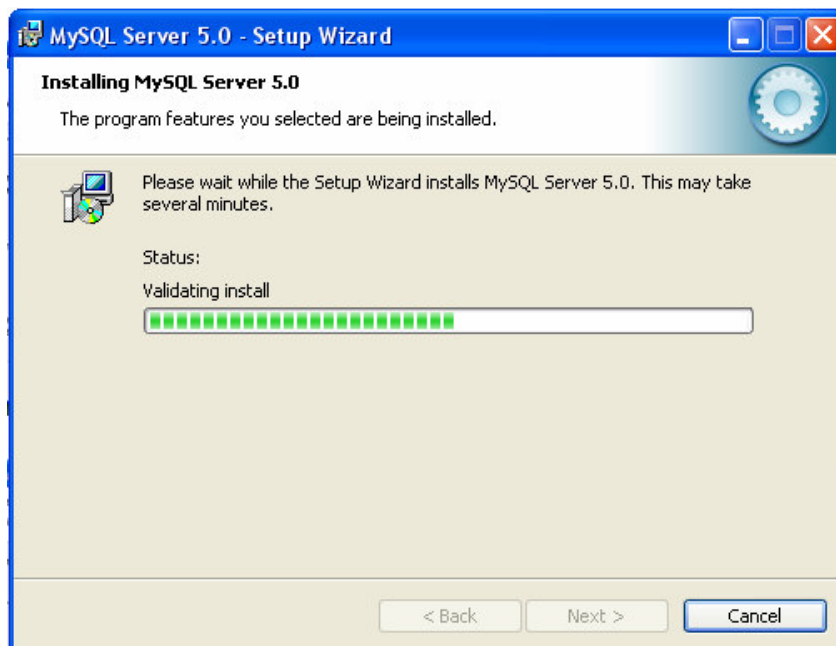 MySQL Server 5.0 - Setup Wizard
Installing MySQL Server 5.0
The program features you selected are being installed.
Please wait while the Setup Wizard installs MySQL Server 5.0. This may take
several minutes.
Status:
Validating install
< Back Next > Cancel